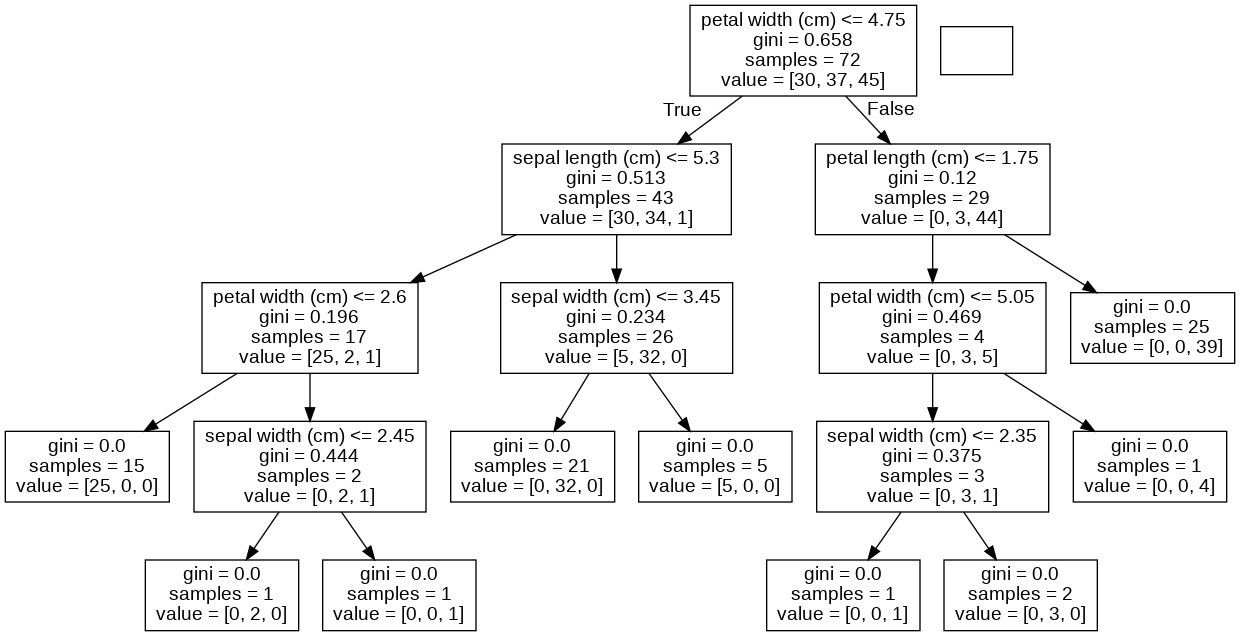 petal width (cm) <= 4.75
gini = 0.658
samples = 72
value = [30, 37, 45]
True
False
sepal length (cm) <= 5.3
gini = 0.513
samples = 43
value = [30, 34, 1]
petal length (cm) <= 1.75
gini = 0.12
samples = 29
value = [0, 3, 44]
petal width (cm) <= 2.6
gini = 0.196
samples = 17
value = [25, 2, 1]
sepal width (cm) <= 3.45
gini = 0.234
samples = 26
value = [5, 32, 0]
petal width (cm) <= 5.05
gini = 0.469
samples = 4
value = [0, 3, 5]
gini = 0.0
samples = 25
value = [0, 0, 39]
gini = 0.0
samples = 15
value = [25, 0, 0]
sepal width (cm) <= 2.45
gini = 0.444
samples = 2
value = [0, 2, 1]
gini = 0.0
samples = 21
value = [0, 32, 0]
gini = 0.0
samples = 5
value = [5, 0, 0]
sepal width (cm) <= 2.35
gini = 0.375
samples = 3
value = [0, 3, 1]
gini = 0.0
samples = 1
value = [0, 0, 4]
gini = 0.0
samples = 1
value = [0, 2, 0]
gini = 0.0
samples = 1
value = [0, 0, 1]
gini = 0.0
samples = 1
value = [0, 0, 1]
gini = 0.0
samples = 2
value = [0, 3, 0]